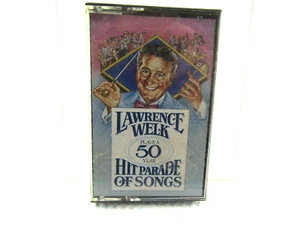 LAWRENCE
WELK
PLAYS A
50
YEAR
HIT PARADE
OF SONGS